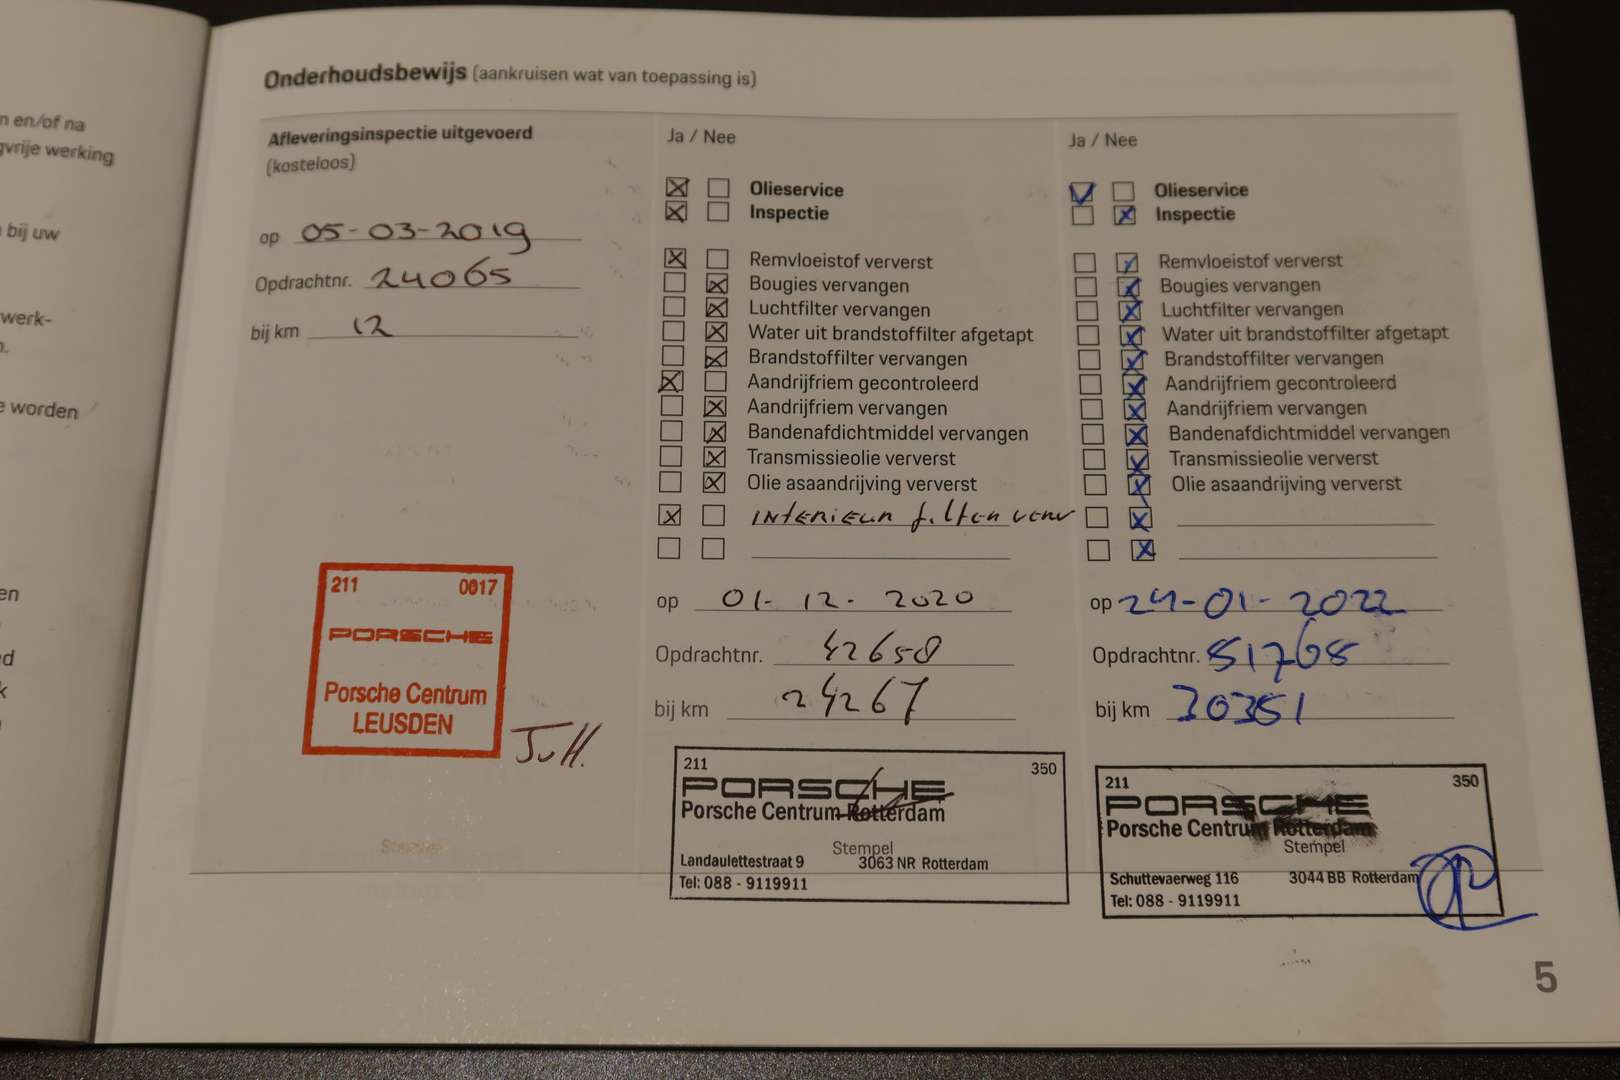 n en/of na
gvrije werking
bij uw
werk-
n.
e worden
en
d
k
Onderhoudsbewijs (aankruisen wat van toepassing is)
Afleveringsinspectie uitgevoerd
(kosteloos)
op 05-03-2019
Opdrachtnr. 24065
bij km 12
211 0017
PORSCHE
Porsche Centrum
LEUSDEN
Ja / Nee
Olieservice
Inspectie
Remvloeistof ververst
Bougies vervangen
Luchtfilter vervangen
Water uit brandstoffilter afgetapt
Brandstoffilter vervangen
Aandrijfriem gecontroleerd
Aandrijfriem vervangen
Bandenafdichtmiddel vervangen
Transmissieolie ververst
Olie asaandrijving ververst
INTERIEUR filter verv
op 01-12-2020
Opdrachtnr. 42658
bij km 24267
211 350
PORSCHE
Porsche Centrum Rotterdam
Stempel
Landaulettestraat 9 3063 NR Rotterdam
Tel: 088 - 9119911
Ja / Nee
Olieservice
Inspectie
Remvloeistof ververst
Bougies vervangen
Luchtfilter vervangen
Water uit brandstoffilter afgetapt
Brandstoffilter vervangen
Aandrijfriem gecontroleerd
Aandrijfriem vervangen
Bandenafdichtmiddel vervangen
Transmissieolie ververst
Olie asaandrijving ververst
op 24-01-2022
Opdrachtnr. 51768
bij km 30351
211 350
PORSCHE
Porsche Centrum Rotterdam
Stempel
Schuttevaerweg 116 3044 BB Rotterdam
Tel: 088 - 9119911
5